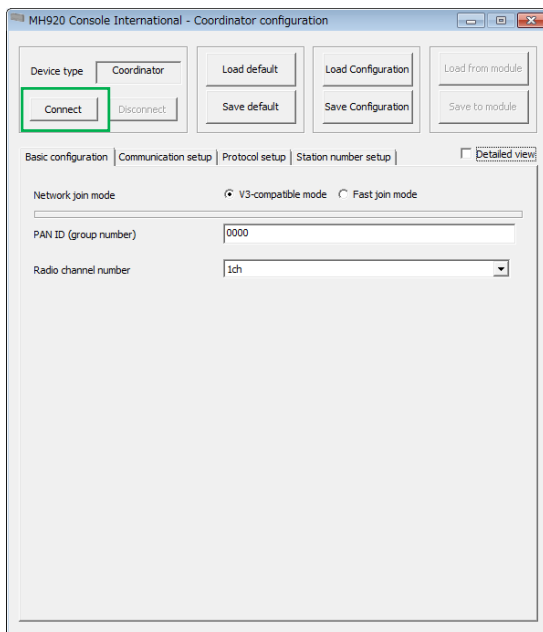 MH920 Console International - Coordinator configuration
Device type Coordinator
Load default Load Configuration Load from module
Connect Disconnect Save default Save Configuration Save to module
Basic configuration Communication setup Protocol setup Station number setup Detailed view
Network join mode V3-compatible mode Fast join mode
PAN ID (group number) 0000
Radio channel number 1ch